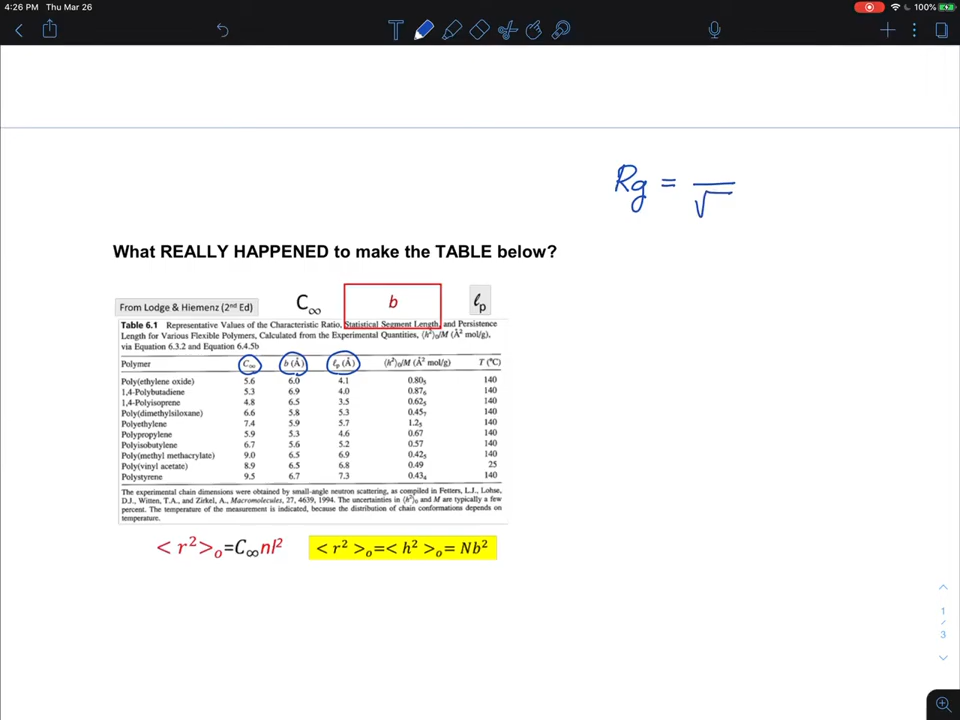 4:26 PM Thu Mar 26
100%
T
Rg = √
What REALLY HAPPENED to make the TABLE below?
From Lodge & Hiemenz (2nd Ed)
C∞
b
ℓp
Table 6.1 Representative Values of the Characteristic Ratio, Statistical Segment Length, and Persistence
Length for Various Flexible Polymers, Calculated from the Experimental Quantities, ⟨h²⟩₀/M (Å² mol/g),
via Equation 6.3.2 and Equation 6.4.5b
Polymer C∞ b (Å) ℓp (Å) ⟨h²⟩₀/M (Å² mol/g) T (°C)
Poly(ethylene oxide) 5.6 6.0 4.1 0.80₅ 140
1,4-Polybutadiene 5.3 6.9 4.0 0.87₆ 140
1,4-Polyisoprene 4.8 6.5 3.5 0.62₅ 140
Poly(dimethylsiloxane) 6.6 5.8 5.3 0.45₇ 140
Polyethylene 7.4 5.9 5.7 1.2₅ 140
Polypropylene 5.9 5.3 4.6 0.67 140
Polyisobutylene 6.7 5.6 5.2 0.57 140
Poly(methyl methacrylate) 9.0 6.5 6.9 0.42₅ 140
Poly(vinyl acetate) 8.9 6.5 6.8 0.49 25
Polystyrene 9.5 6.7 7.3 0.43₄ 140
The experimental chain dimensions were obtained by small-angle neutron scattering, as compiled in Fetters, L.J., Lohse,
D.J., Witten, T.A., and Zirkel, A., Macromolecules, 27, 4639, 1994. The uncertainties in ⟨h²⟩₀ and M are typically a few
percent. The temperature of the measurement is indicated, because the distribution of chain conformations depends on
temperature.
< r² >o=C∞nl²
< r² >o=< h² >o= Nb²
1
/
3